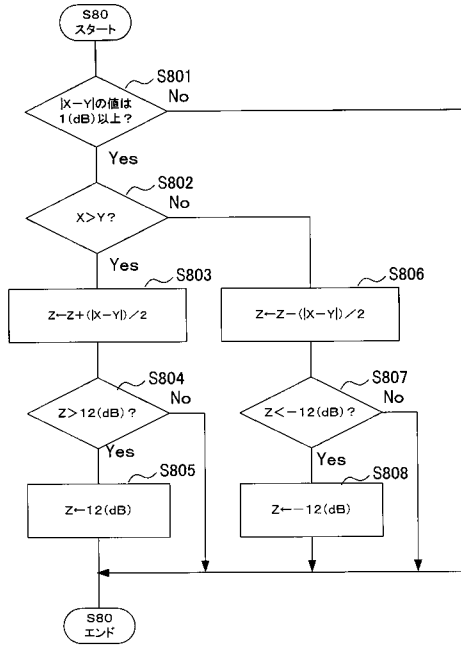 S80
スタート
S801
|X−Y|の値は
1(dB)以上?
No
Yes
S802
X>Y?
No
Yes
S803
Z←Z+(|X−Y|)/2
S806
Z←Z−(|X−Y|)/2
S804
Z>12(dB)?
No
Yes
S807
Z<−12(dB)?
No
Yes
S805
Z←12(dB)
S808
Z←−12(dB)
S80
エンド